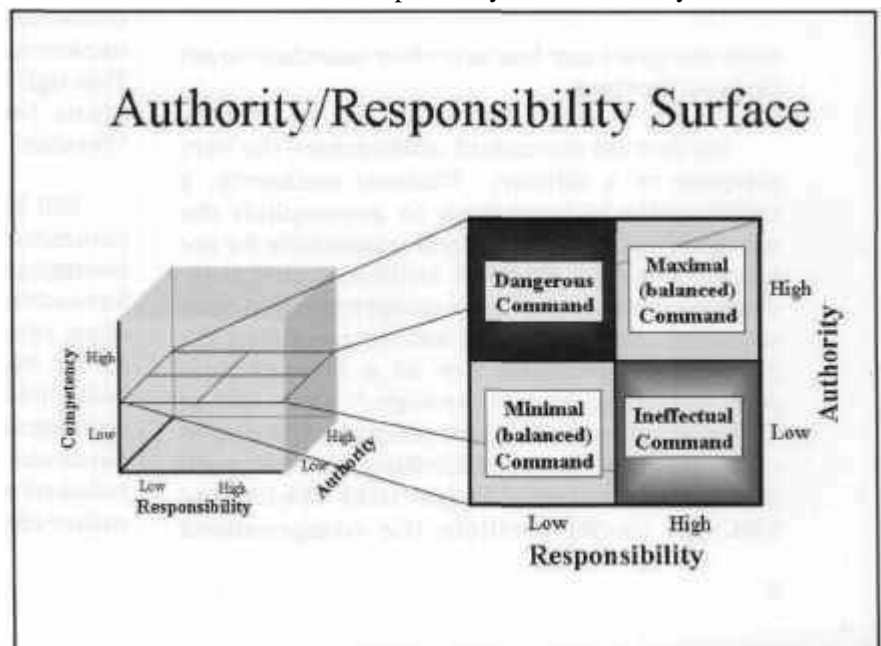 Authority/Responsibility Surface
Competency
High
Low
Low
High
Responsibility
Low
High
Authority
Dangerous
Command
Maximal
(balanced)
Command
Minimal
(balanced)
Command
Ineffectual
Command
High
Low
Authority
Low
High
Responsibility